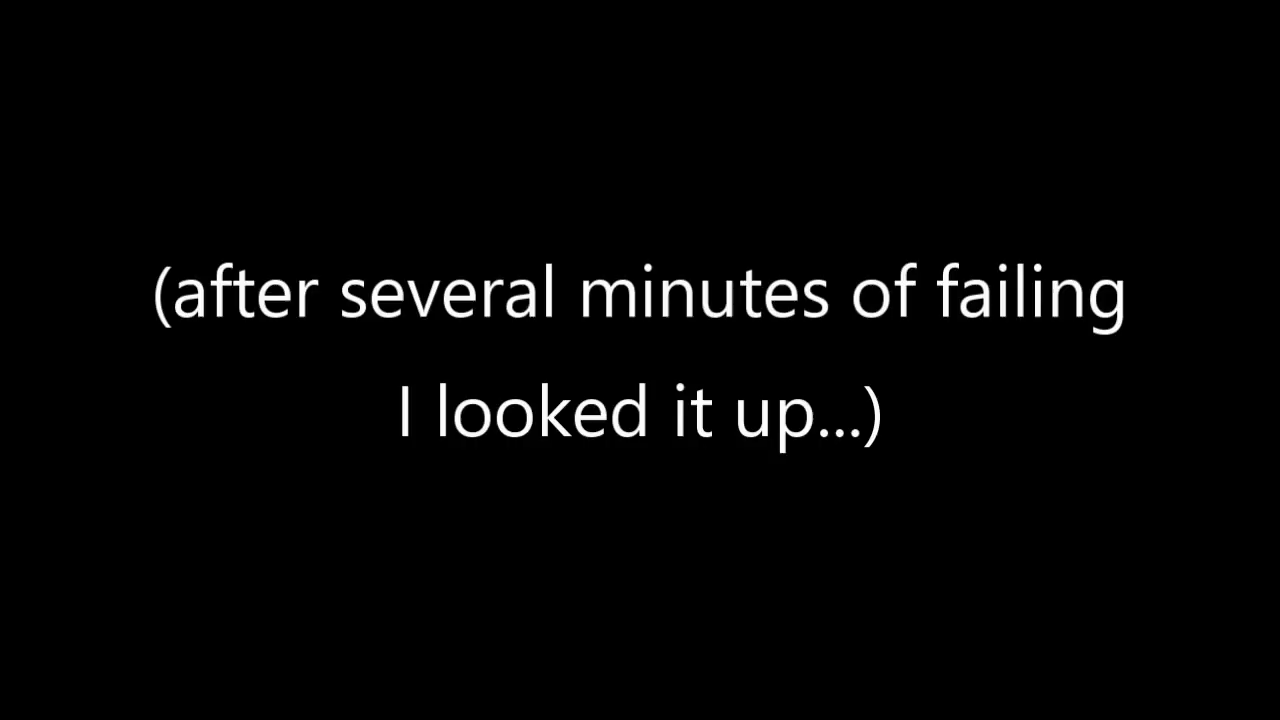 (after several minutes of failing
I looked it up...)